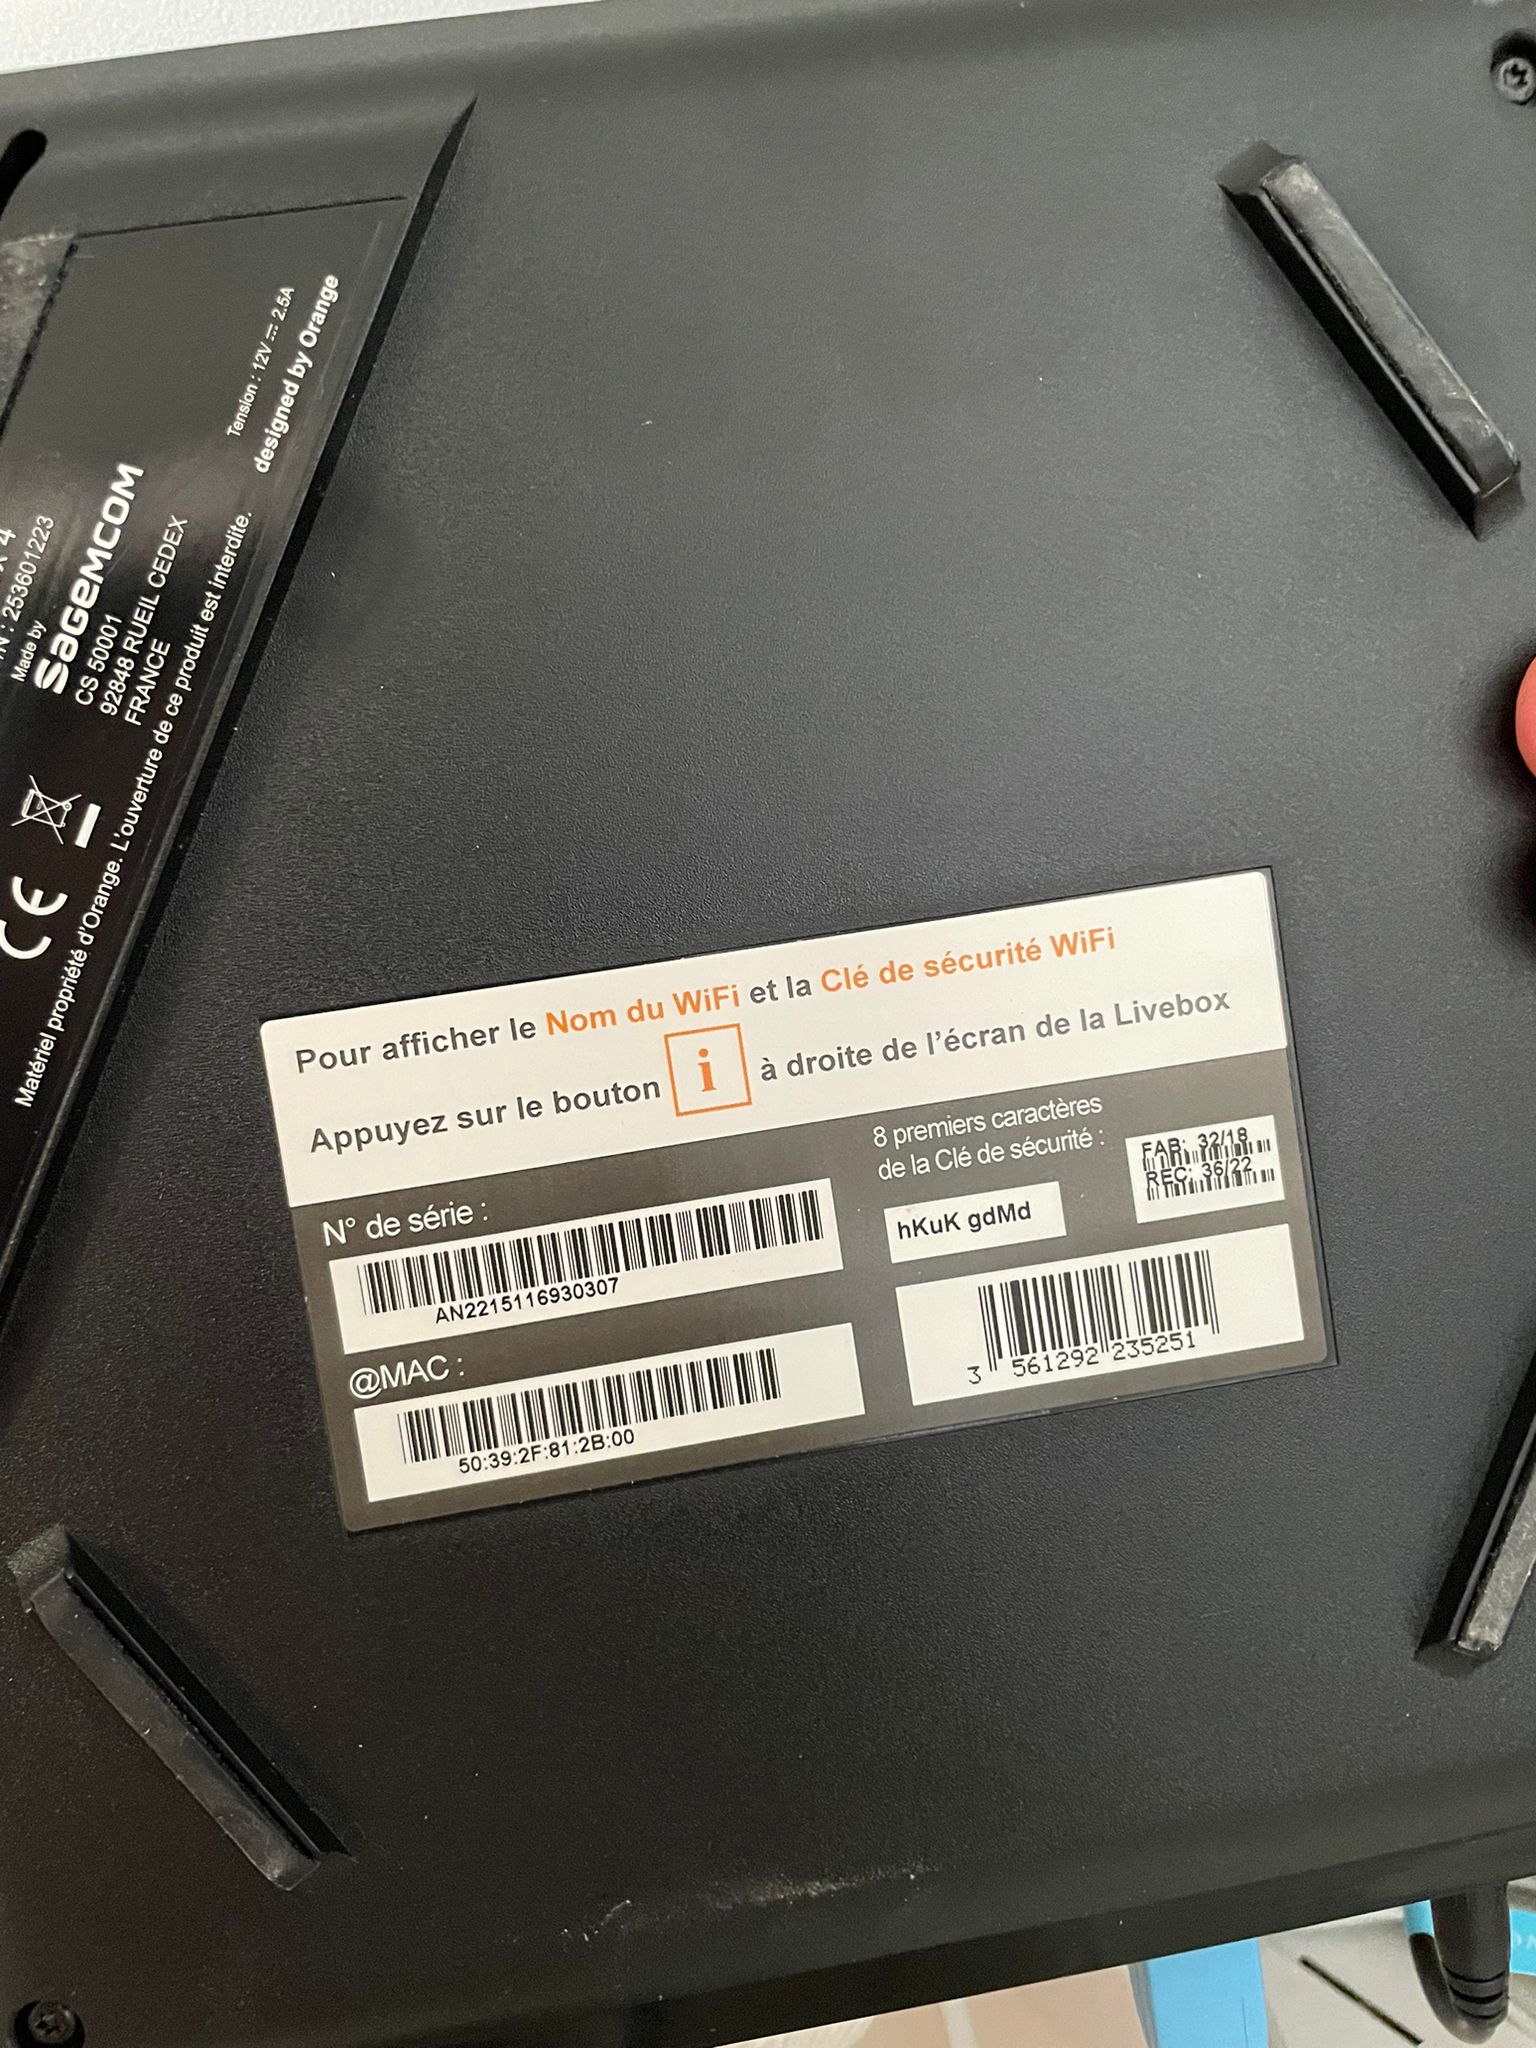 : 253601223
Made by
SAGEMCOM
CS 50001
92848 RUEIL CEDEX
FRANCE
Tension : 12V 2.5A
designed by Orange
CE
Matériel propriété d'Orange. L'ouverture de ce produit est interdite.
Pour afficher le Nom du WiFi et la Clé de sécurité WiFi
Appuyez sur le bouton i à droite de l'écran de la Livebox
N° de série :
AN2215116930307
@MAC :
50:39:2F:81:2B:00
8 premiers caractères
de la Clé de sécurité :
hKuK gdMd
FAB: 32/18
REC: 36/22
3 561292 235251